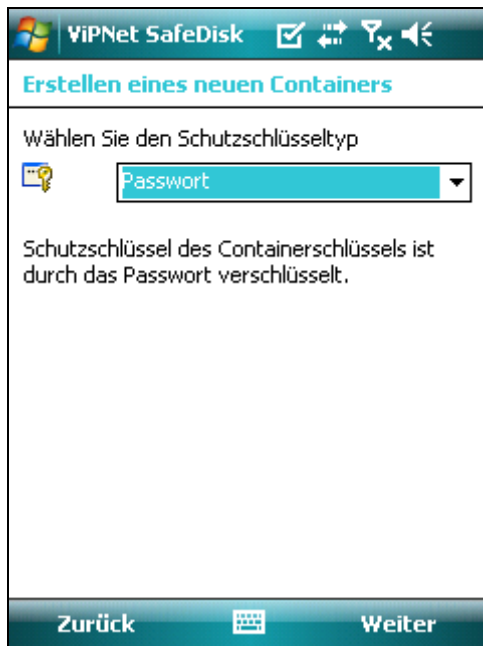 ViPNet SafeDisk
Erstellen eines neuen Containers
Wählen Sie den Schutzschlüsseltyp
Passwort
Schutzschlüssel des Containerschlüssels ist
durch das Passwort verschlüsselt.
Zurück Weiter